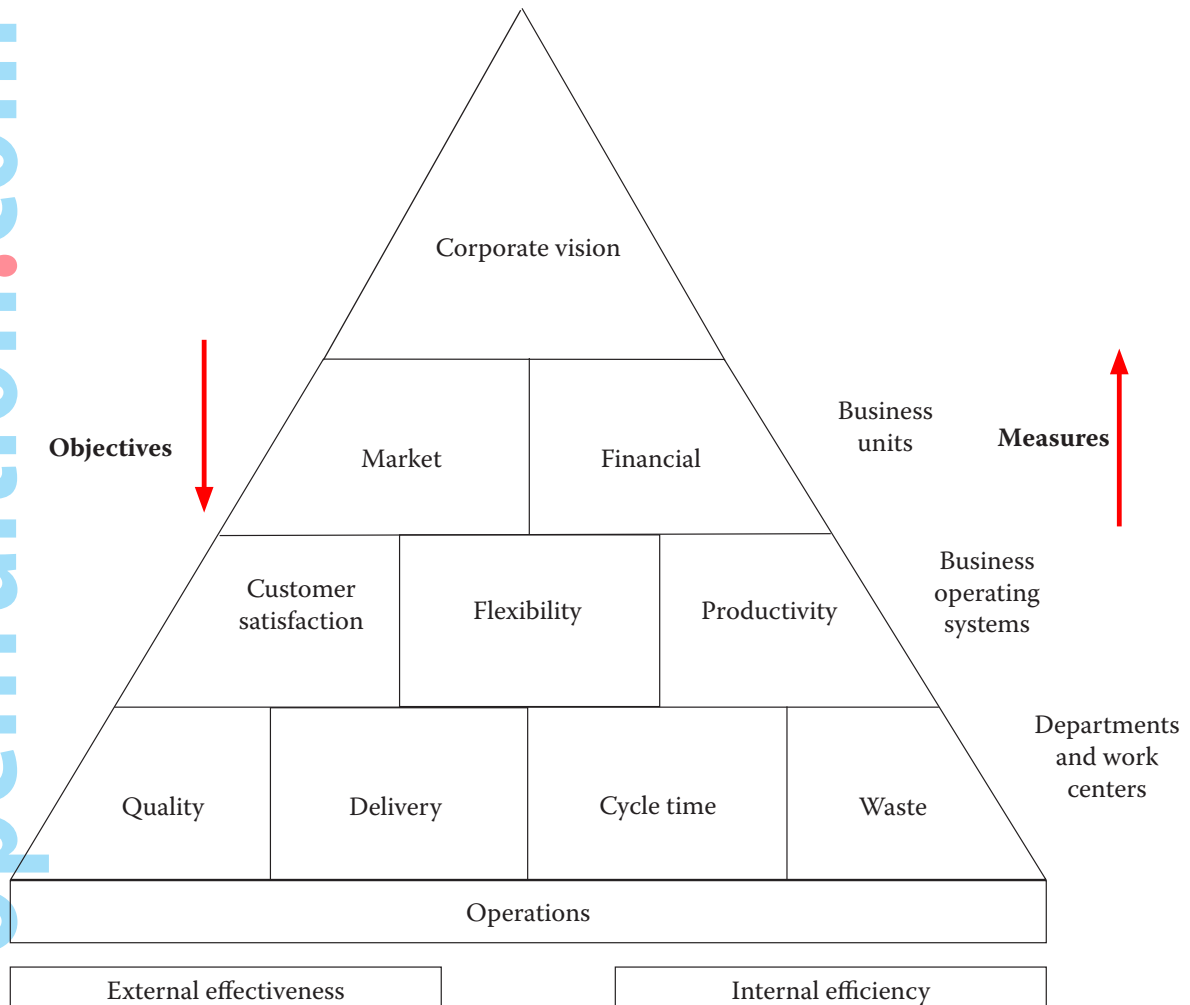 Corporate vision
Objectives
Market
Financial
Business
units
Measures
Customer
satisfaction
Flexibility
Productivity
Business
operating
systems
Quality
Delivery
Cycle time
Waste
Departments
and work
centers
Operations
External effectiveness
Internal efficiency